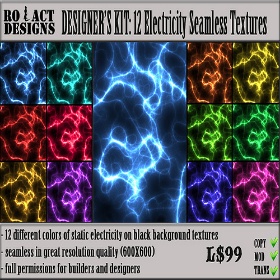 RO!ACT
DESIGNS
DESIGNER'S KIT: 12 Electricity Seamless Textures
- 12 different colors of static electricity on black background textures
- seamless in great resolution quality (600X600)
- full permissions for builders and designers
L$99
COPY
MOD
TRANS